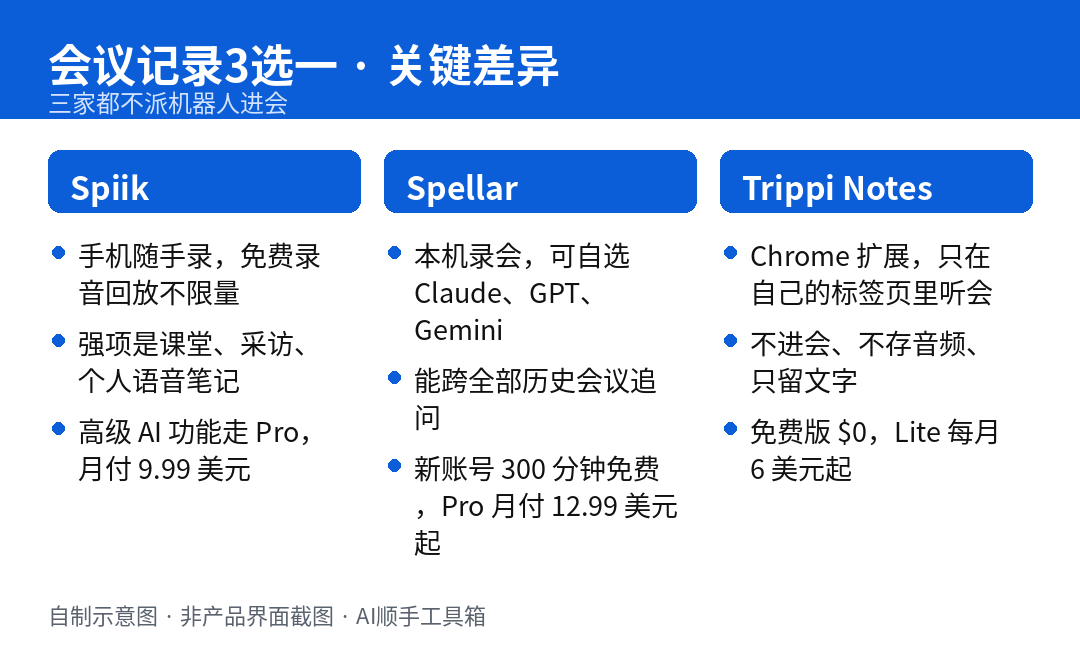 会议记录3选一 · 关键差异
三家都不派机器人进会
Spiik
手机随手录，免费录
音回放不限量
强项是课堂、采访、
个人语音笔记
高级 AI 功能走 Pro，
月付 9.99 美元
Spellar
本机录会，可自选
Claude、GPT、
Gemini
能跨全部历史会议追
问
新账号 300 分钟免费
，Pro 月付 12.99 美元
起
Trippi Notes
Chrome 扩展，只在
自己的标签页里听会
不进会、不存音频、
只留文字
免费版 $0，Lite 每月
6 美元起
自制示意图 · 非产品界面截图 · AI顺手工具箱